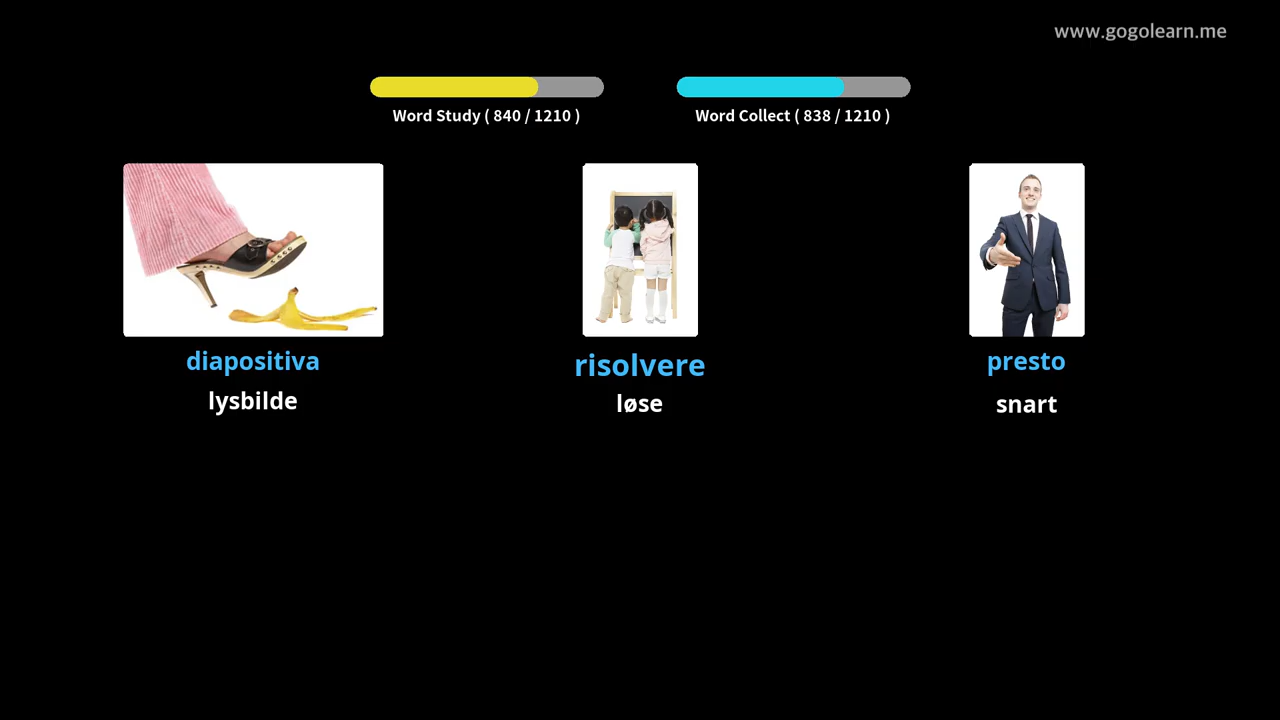 www.gogolearn.me
Word Study ( 840 / 1210 )
Word Collect ( 838 / 1210 )
diapositiva
lysbilde
risolvere
løse
presto
snart